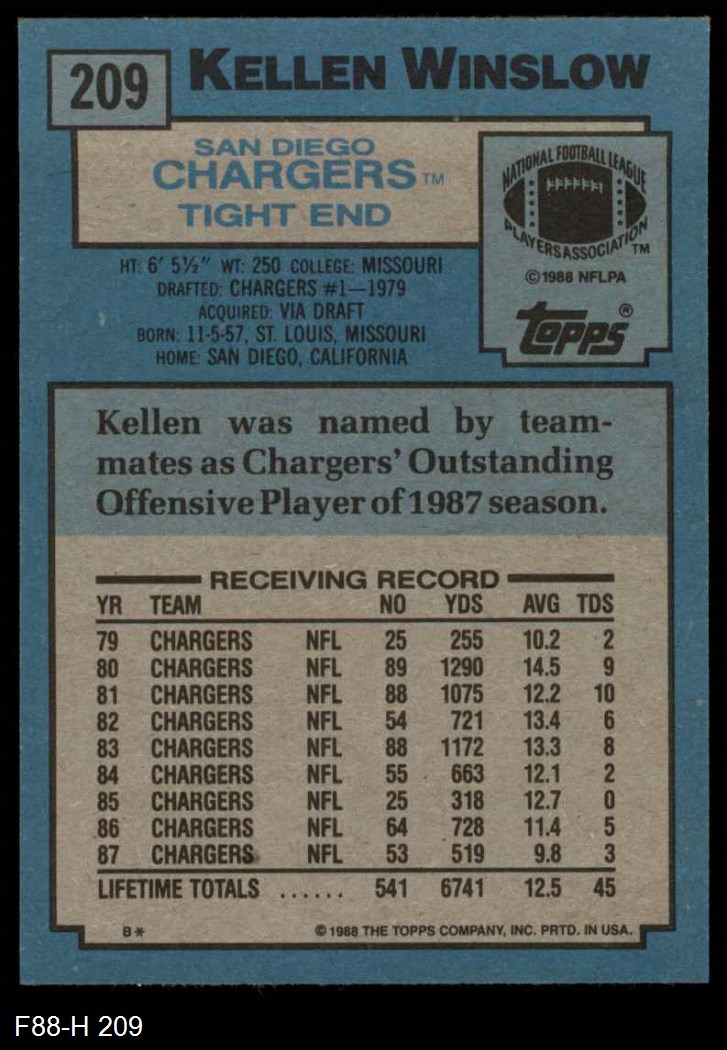 209
KELLEN WINSLOW
SAN DIEGO
CHARGERS™
TIGHT END
NATIONAL FOOTBALL LEAGUE
PLAYERS ASSOCIATION™
©1988 NFLPA
topps®
HT: 6' 5½" WT: 250 COLLEGE: MISSOURI
DRAFTED: CHARGERS #1—1979
ACQUIRED: VIA DRAFT
BORN: 11-5-57, ST. LOUIS, MISSOURI
HOME: SAN DIEGO, CALIFORNIA
Kellen was named by team-
mates as Chargers' Outstanding
Offensive Player of 1987 season.
RECEIVING RECORD
YR TEAM NO YDS AVG TDS
79 CHARGERS NFL 25 255 10.2 2
80 CHARGERS NFL 89 1290 14.5 9
81 CHARGERS NFL 88 1075 12.2 10
82 CHARGERS NFL 54 721 13.4 6
83 CHARGERS NFL 88 1172 13.3 8
84 CHARGERS NFL 55 663 12.1 2
85 CHARGERS NFL 25 318 12.7 0
86 CHARGERS NFL 64 728 11.4 5
87 CHARGERS NFL 53 519 9.8 3
LIFETIME TOTALS ...... 541 6741 12.5 45
B* ©1988 THE TOPPS COMPANY, INC. PRTD. IN USA.
F88-H 209